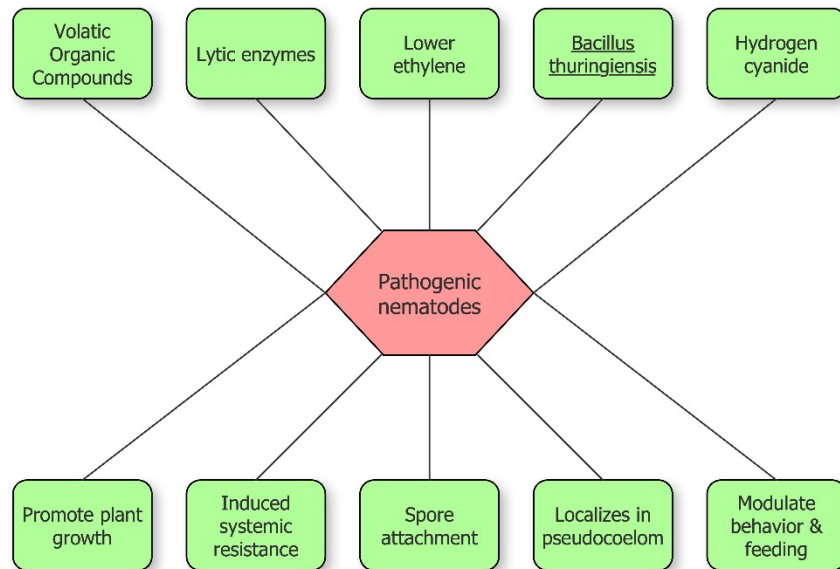 Volatic
Organic
Compounds
Lytic enzymes
Lower
ethylene
Bacillus
thuringiensis
Hydrogen
cyanide
Pathogenic
nematodes
Promote plant
growth
Induced
systemic
resistance
Spore
attachment
Localizes in
pseudocoelom
Modulate
behavior &
feeding